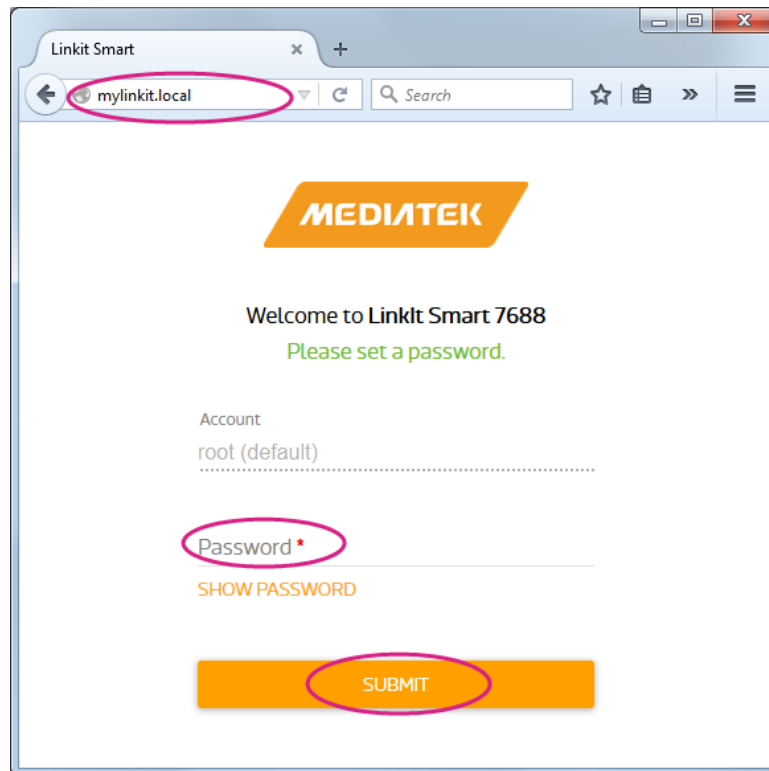 Linkit Smart
mylinkit.local
Search
MEDIATEK
Welcome to LinkIt Smart 7688
Please set a password.
Account
root (default)
Password *
SHOW PASSWORD
SUBMIT